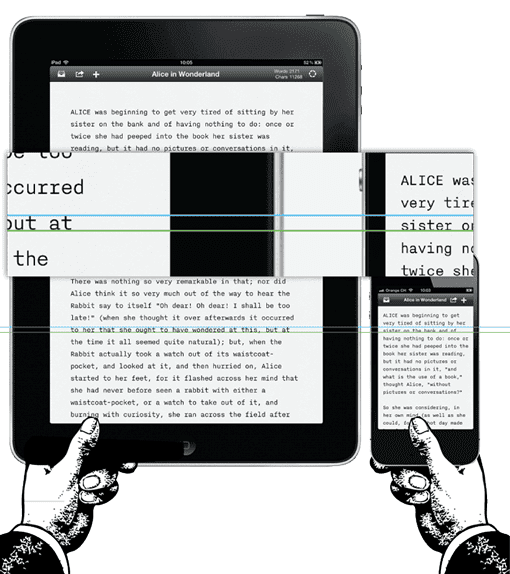 iPad 10:05 52%
Alice in Wonderland
Words 2171
Chars 11268
ALICE was beginning to get very tired of sitting by her
sister on the bank and of having nothing to do: once or
twice she had peeped into the book her sister was
reading, but it had no pictures or conversations in it,
be too
ccurred
out at
the
ALICE was
very tire
sister on
having no
twice she
There was nothing so very remarkable in that; nor did
Alice think it so very much out of the way to hear the
Rabbit say to itself "Oh dear! Oh dear! I shall be too
late!" (when she thought it over afterwards it occurred
to her that she ought to have wondered at this, but at
the time it all seemed quite natural); but, when the
Rabbit actually took a watch out of its waistcoat-
pocket, and looked at it, and then hurried on, Alice
started to her feet, for it flashed across her mind that
she had never before seen a rabbit with either a
waistcoat-pocket, or a watch to take out of it, and
burning with curiosity, she ran across the field after
Orange CH 10:03
Alice in Wonderland
ALICE was beginning to get
very tired of sitting by her
sister on the bank and of
having nothing to do: once or
twice she had peeped into the
book her sister was reading,
but it had no pictures or
conversations in it, "and
what is the use of a book,"
thought Alice, "without
pictures or conversations?"
So she was considering, in
her own mind (as well as she
could, for hot day made